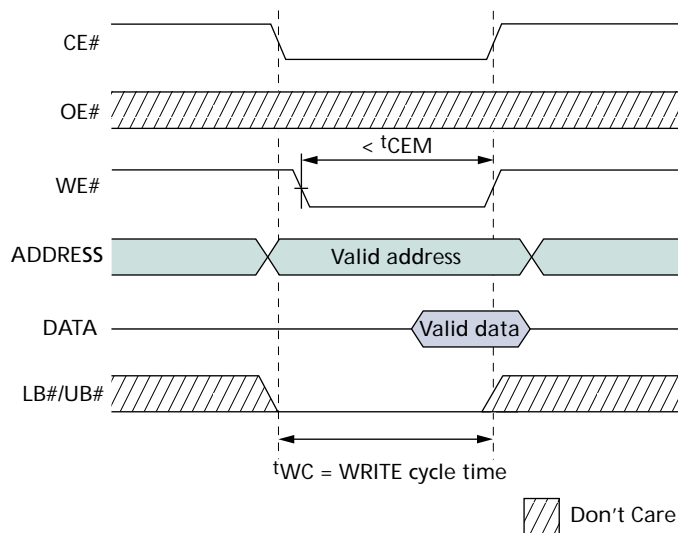 CE#
OE#
< tCEM
WE#
ADDRESS
Valid address
DATA
Valid data
LB#/UB#
tWC = WRITE cycle time
Don't Care